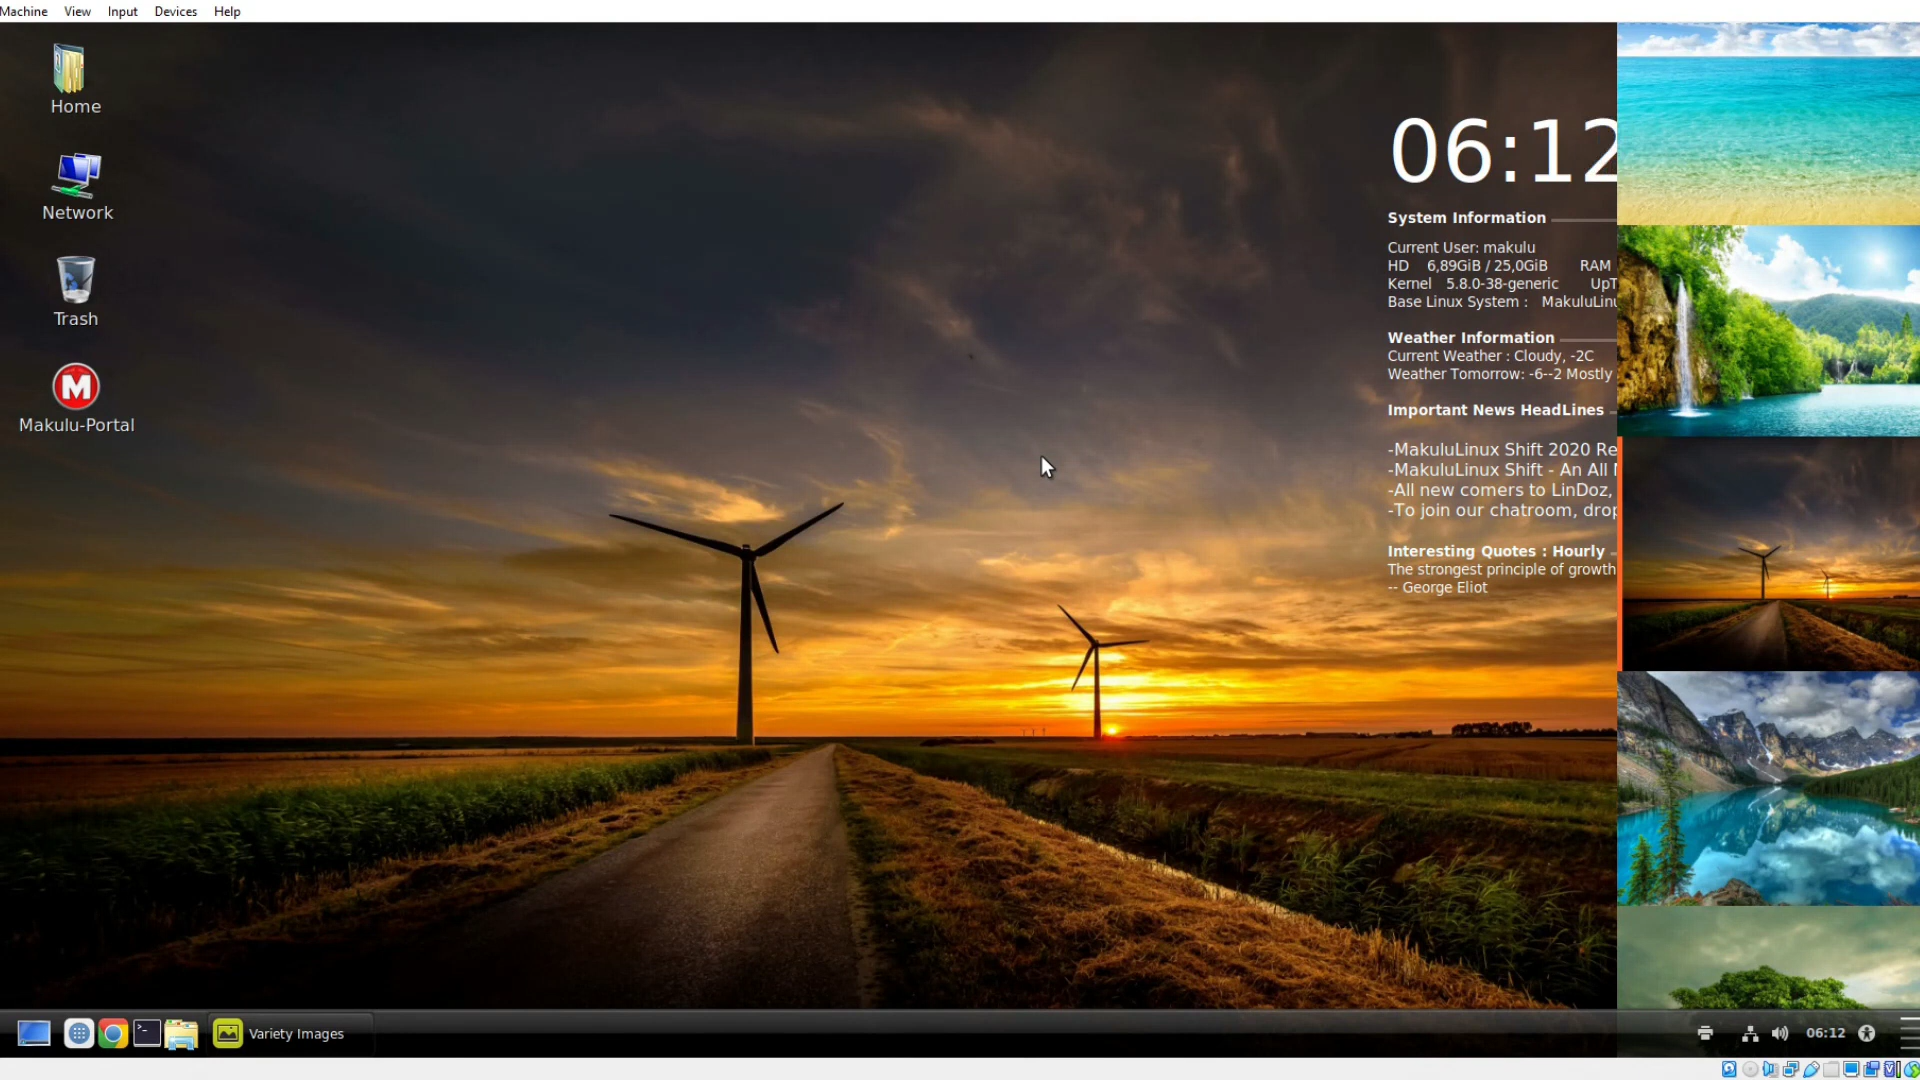 Machine View Input Devices Help
Home
Network
Trash
M
Makulu-Portal
06:12
System Information
Current User: makulu
HD 6,89GiB / 25,0GiB RAM
Kernel 5.8.0-38-generic UpT
Base Linux System : MakuluLinu
Weather Information
Current Weather : Cloudy, -2C
Weather Tomorrow: -6--2 Mostly
Important News HeadLines
-MakuluLinux Shift 2020 Re
-MakuluLinux Shift - An All
-All new comers to LinDoz,
-To join our chatroom, drop
Interesting Quotes : Hourly
The strongest principle of growth
-- George Eliot
Variety Images
06:12